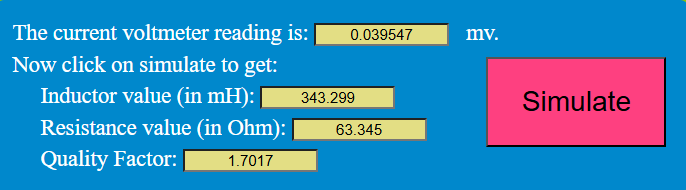 The current voltmeter reading is: 0.039547 mv.
Now click on simulate to get:
Inductor value (in mH): 343.299
Simulate
Resistance value (in Ohm): 63.345
Quality Factor: 1.7017